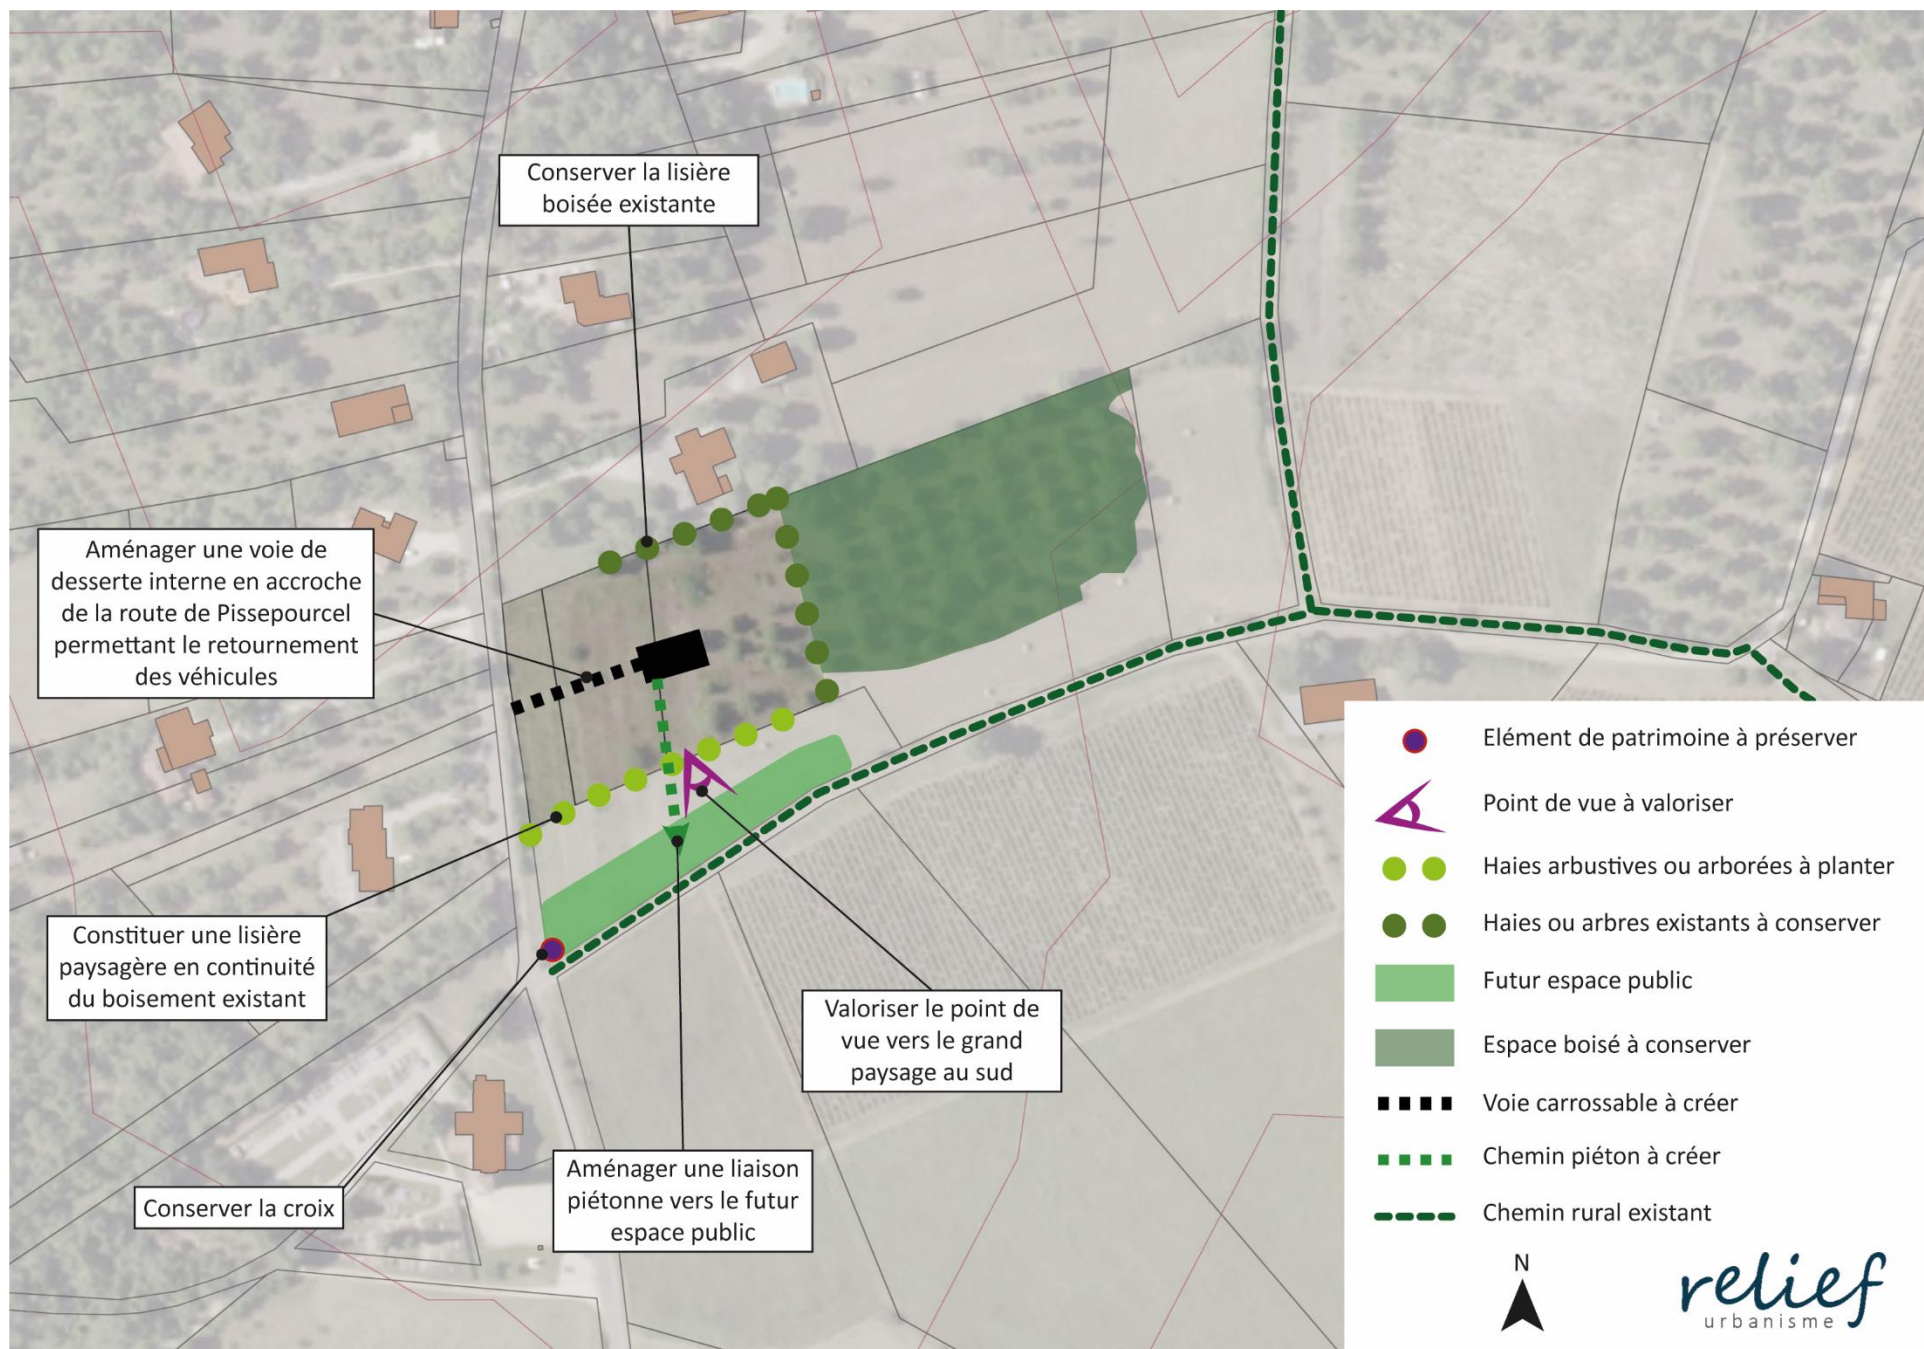 Conserver la lisière
boisée existante
Aménager une voie de
desserte interne en accroche
de la route de Pissepourcel
permettant le retournement
des véhicules
Constituer une lisière
paysagère en continuité
du boisement existant
Conserver la croix
Aménager une liaison
piétonne vers le futur
espace public
Valoriser le point de
vue vers le grand
paysage au sud
Elément de patrimoine à préserver
Point de vue à valoriser
Haies arbustives ou arborées à planter
Haies ou arbres existants à conserver
Futur espace public
Espace boisé à conserver
Voie carrossable à créer
Chemin piéton à créer
Chemin rural existant
N
relief
urbanisme